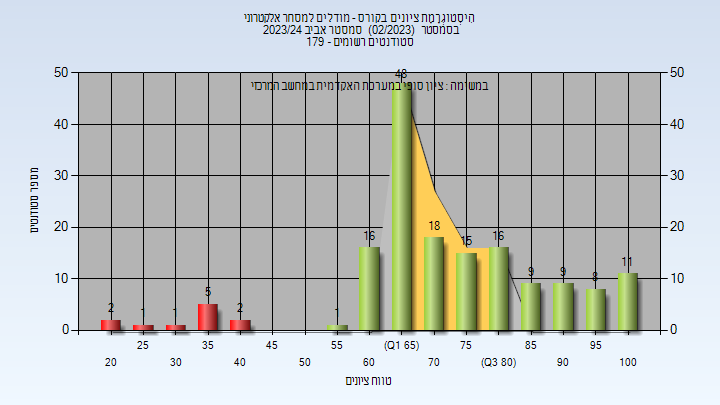 היסטוגרמת ציונים בקורס - מודלים למסחר אלקטרוני
בסמסטר (02/2023) סמסטר אביב 2023/24
סטודנטים רשומים - 179
במשימה : ציון סופי במערכת האקדמית במחשב המרכזי
מספר סטודנטים
50 50
40 40
30 30
20 20
10 10
0 0
2 1 1 5 2 1 16 48 18 15 16 9 9 8 11
25 35 45 55 (Q1 65) 75 85 95
20 30 40 50 60 70 (Q3 80) 90 100
טווח ציונים